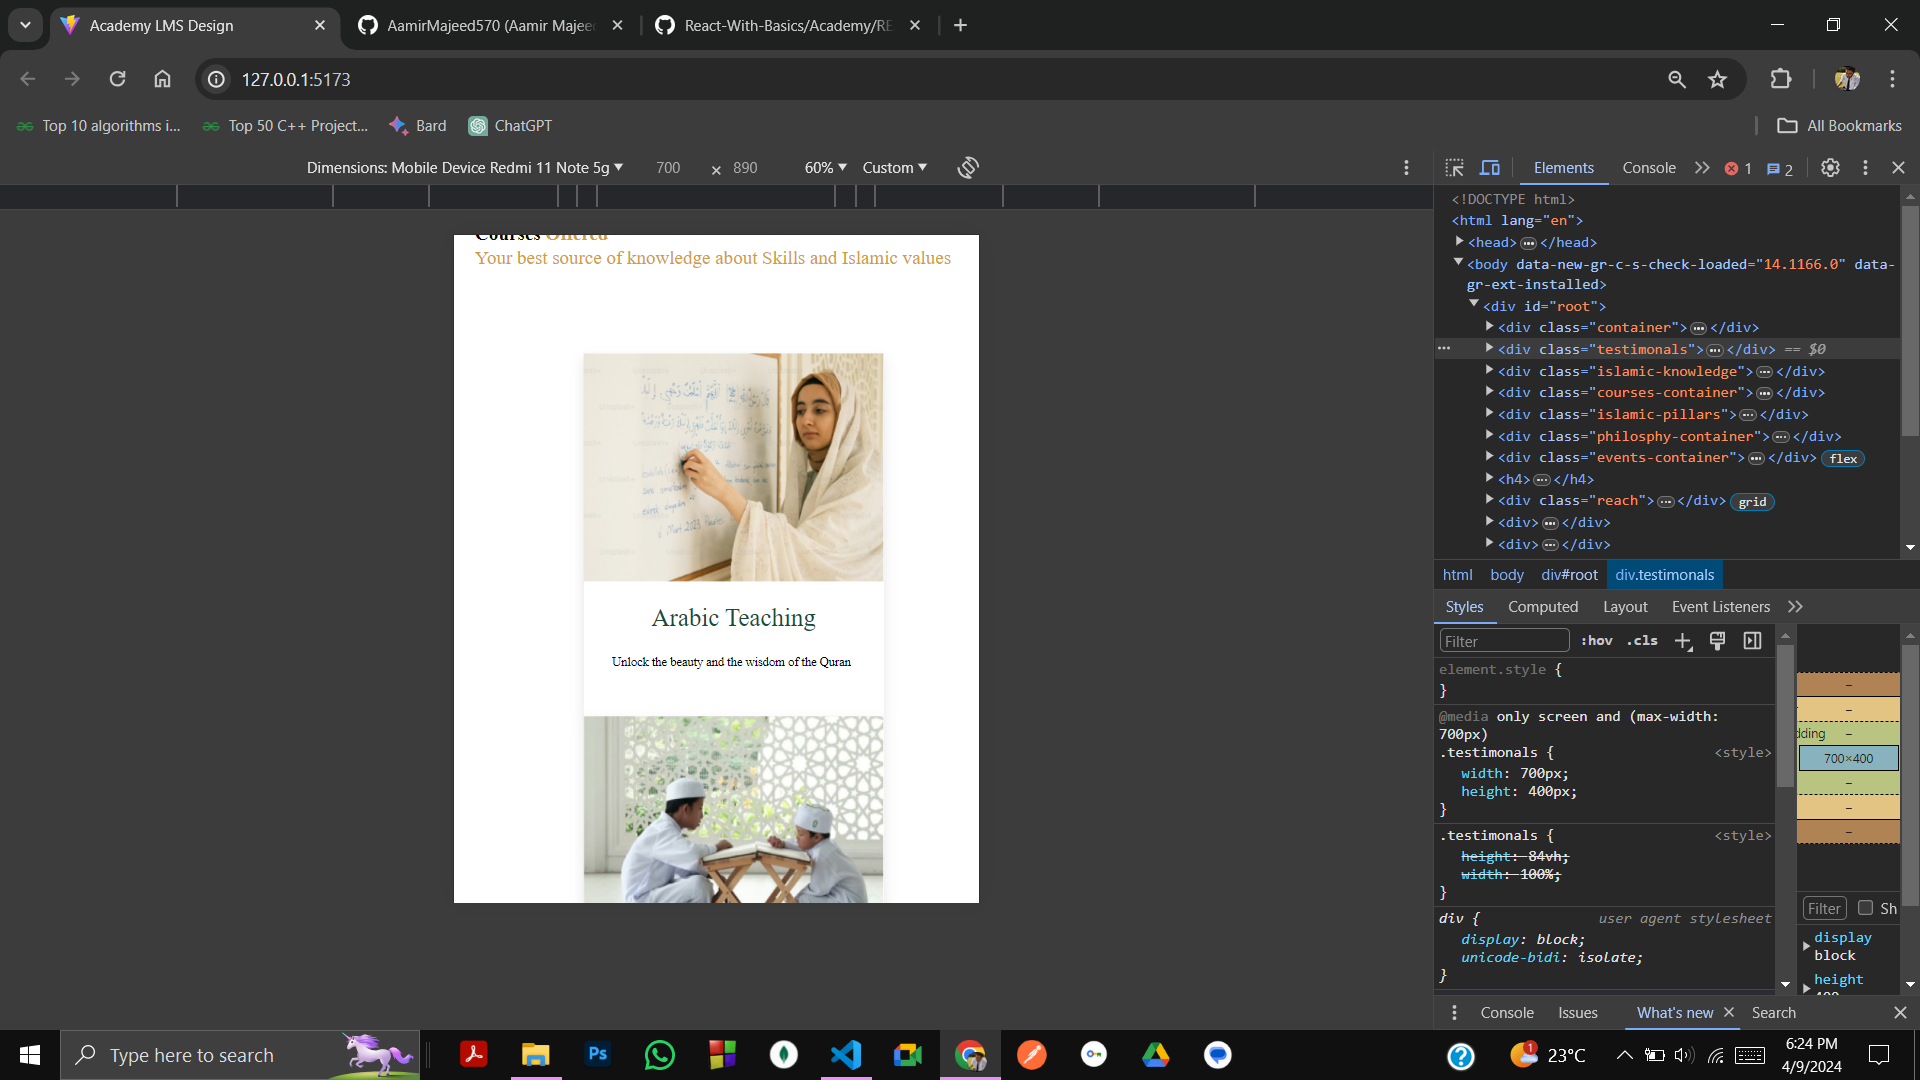 Academy LMS Design
AamirMajeed570 (Aamir Majee
React-With-Basics/Academy/RE
127.0.0.1:5173
Top 10 algorithms i...
Top 50 C++ Project...
Bard
ChatGPT
All Bookmarks
Dimensions: Mobile Device Redmi 11 Note 5g
700
×
890
60%
Custom
Elements
Console
1
2
<!DOCTYPE html>
<html lang="en">
<head> </head>
<body data-new-gr-c-s-check-loaded="14.1166.0" data-
gr-ext-installed>
<div id="root">
<div class="container"> </div>
<div class="testimonals"> </div> == $0
<div class="islamic-knowledge"> </div>
<div class="courses-container"> </div>
<div class="islamic-pillars"> </div>
<div class="philosphy-container"> </div>
<div class="events-container"> </div> flex
<h4> </h4>
<div class="reach"> </div> grid
<div> </div>
<div> </div>
html body div#root div.testimonals
Styles Computed Layout Event Listeners
Filter :hov .cls
element.style {
}
@media only screen and (max-width:
700px)
.testimonals { <style>
width: 700px;
height: 400px;
}
.testimonals { <style>
height: 84vh;
width: 100%;
}
div { user agent stylesheet
display: block;
unicode-bidi: isolate;
}
dding
700×400
Filter Sh
display
block
height
Console Issues What's new Search
Courses Offered
Your best source of knowledge about Skills and Islamic values
Arabic Teaching
Unlock the beauty and the wisdom of the Quran
Type here to search
Ps
1
23°C
6:24 PM
4/9/2024